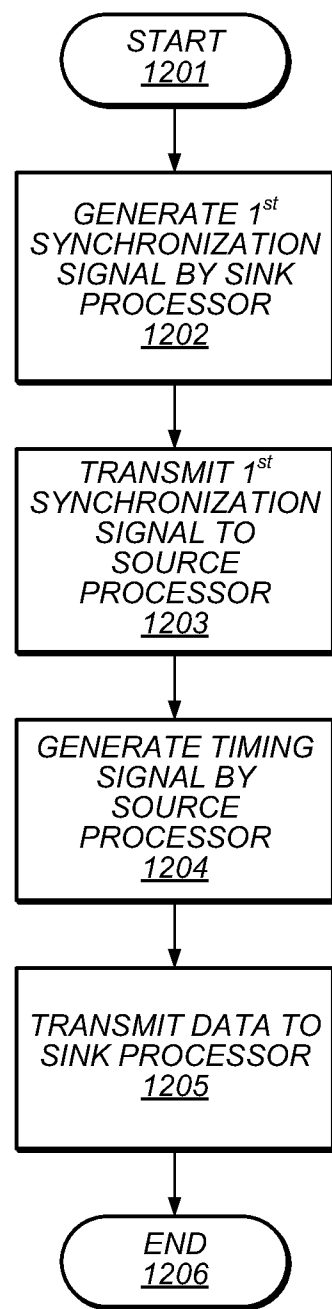 START
1201
GENERATE 1st
SYNCHRONIZATION
SIGNAL BY SINK
PROCESSOR
1202
TRANSMIT 1st
SYNCHRONIZATION
SIGNAL TO
SOURCE
PROCESSOR
1203
GENERATE TIMING
SIGNAL BY
SOURCE
PROCESSOR
1204
TRANSMIT DATA TO
SINK PROCESSOR
1205
END
1206